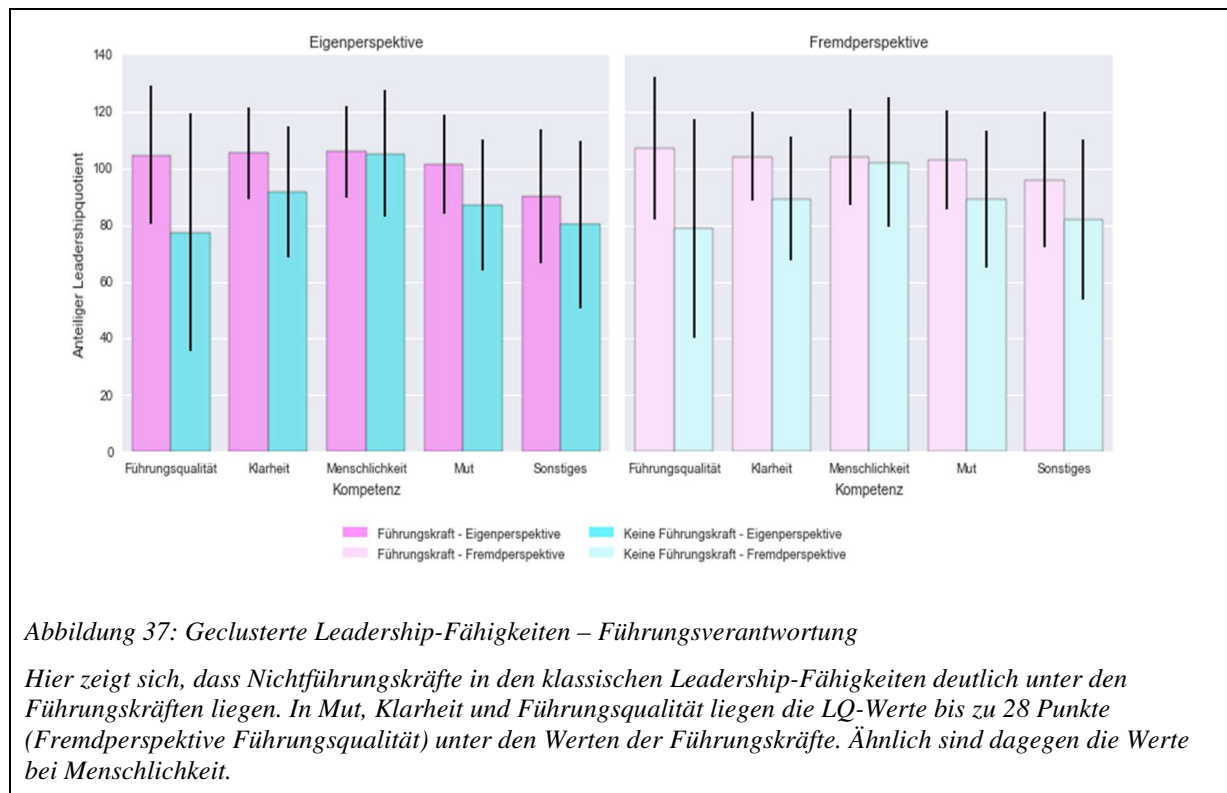 Eigenperspektive
Fremdperspektive
140
120
100
80
60
40
20
0
Anteiliger Leadershipquotient
Führungsqualität
Klarheit
Menschlichkeit
Mut
Sonstiges
Kompetenz
Führungsqualität
Klarheit
Menschlichkeit
Mut
Sonstiges
Kompetenz
Führungskraft - Eigenperspektive
Keine Führungskraft - Eigenperspektive
Führungskraft - Fremdperspektive
Keine Führungskraft - Fremdperspektive
Abbildung 37: Geclusterte Leadership-Fähigkeiten – Führungsverantwortung
Hier zeigt sich, dass Nichtführungskräfte in den klassischen Leadership-Fähigkeiten deutlich unter den
Führungskräften liegen. In Mut, Klarheit und Führungsqualität liegen die LQ-Werte bis zu 28 Punkte
(Fremdperspektive Führungsqualität) unter den Werten der Führungskräfte. Ähnlich sind dagegen die Werte
bei Menschlichkeit.